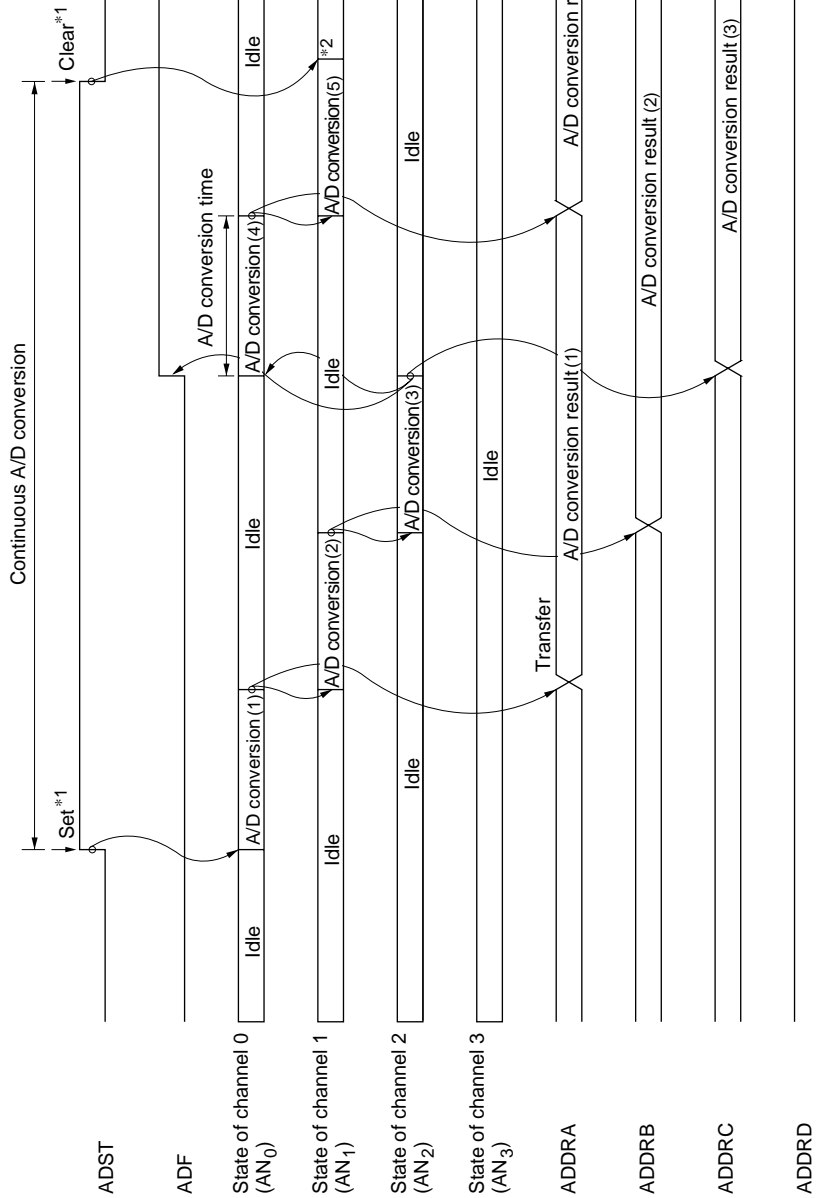 Continuous A/D conversion
Set*1
Clear*1
ADST
ADF
A/D conversion time
State of channel 0
(AN0)
Idle
A/D conversion (1)
Idle
A/D conversion (4)
Idle
State of channel 1
(AN1)
Idle
A/D conversion (2)
Idle
A/D conversion (5)
*2
State of channel 2
(AN2)
Idle
A/D conversion (3)
Idle
State of channel 3
(AN3)
Idle
Transfer
ADDRA
A/D conversion result (1)
A/D conversion
ADDRB
A/D conversion result (2)
ADDRC
A/D conversion result (3)
ADDRD